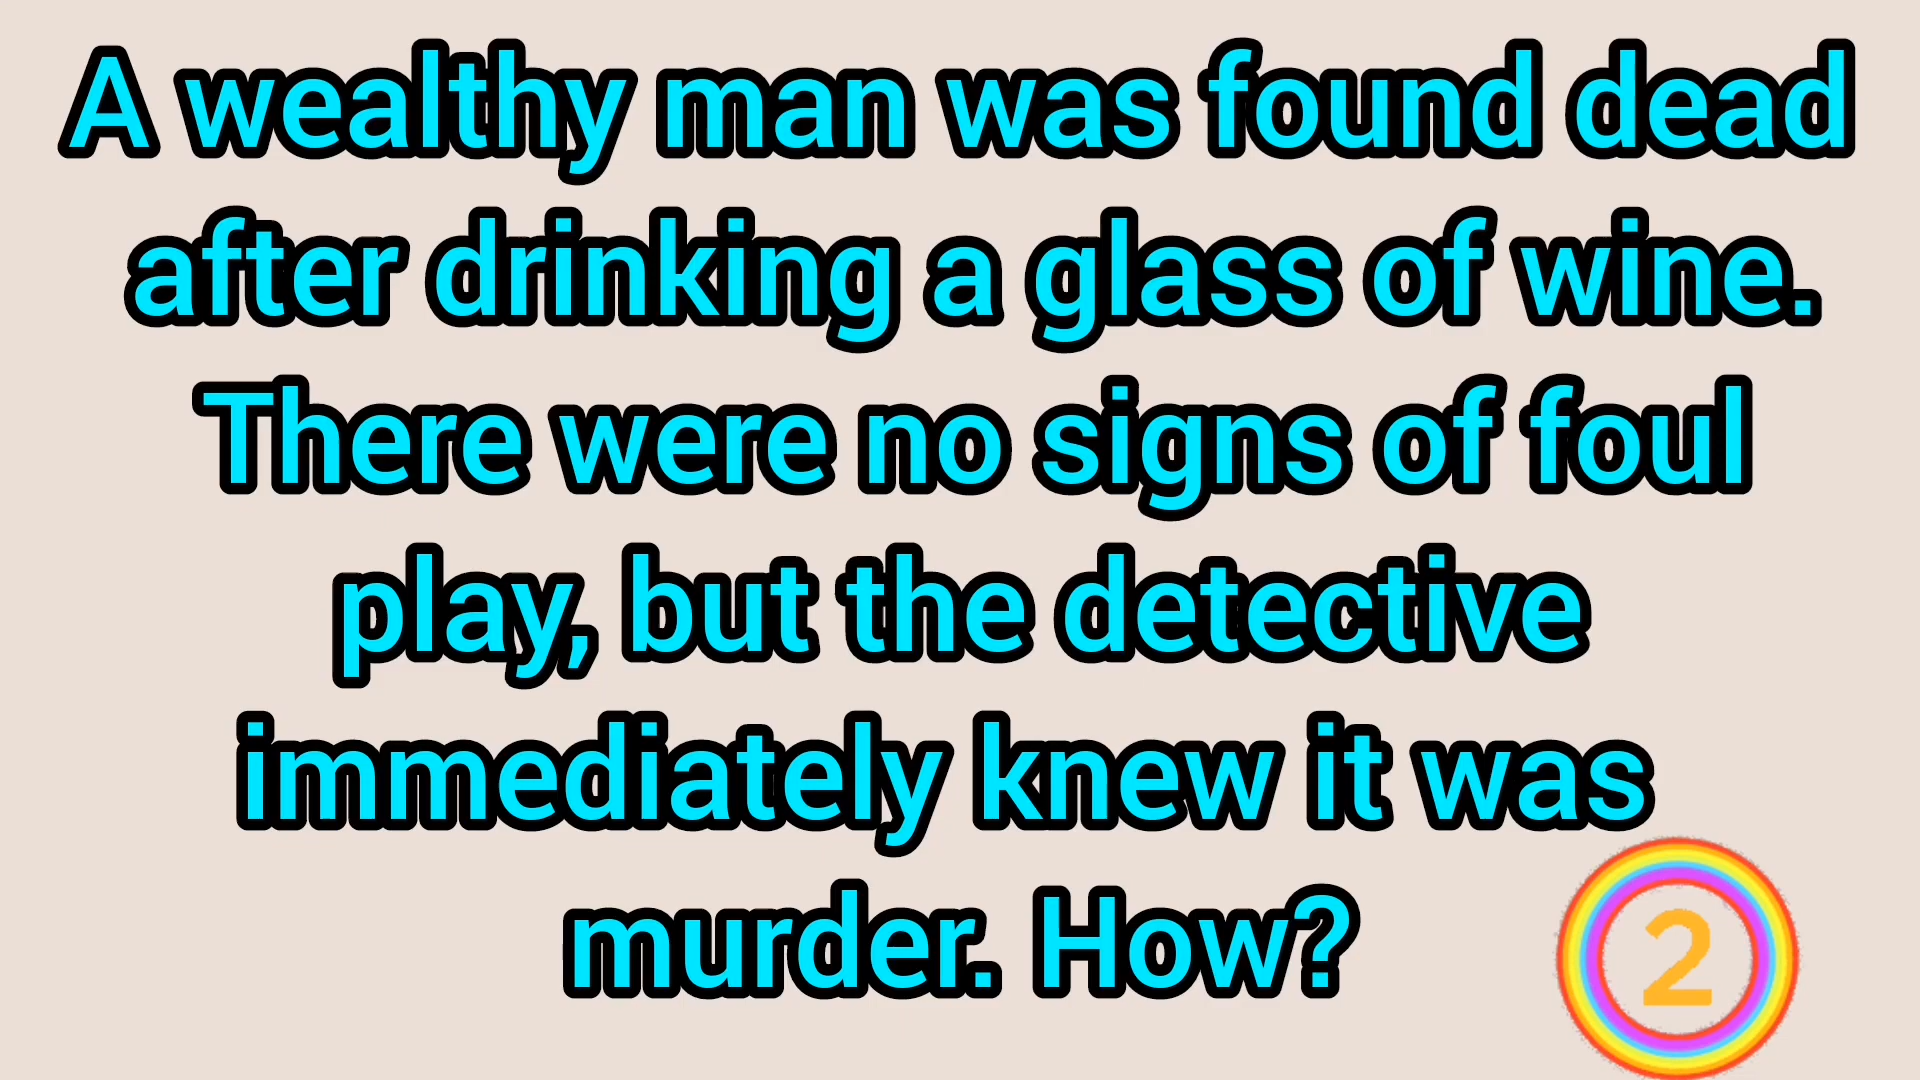 A wealthy man was found dead
after drinking a glass of wine.
There were no signs of foul
play, but the detective
immediately knew it was
murder. How?
2